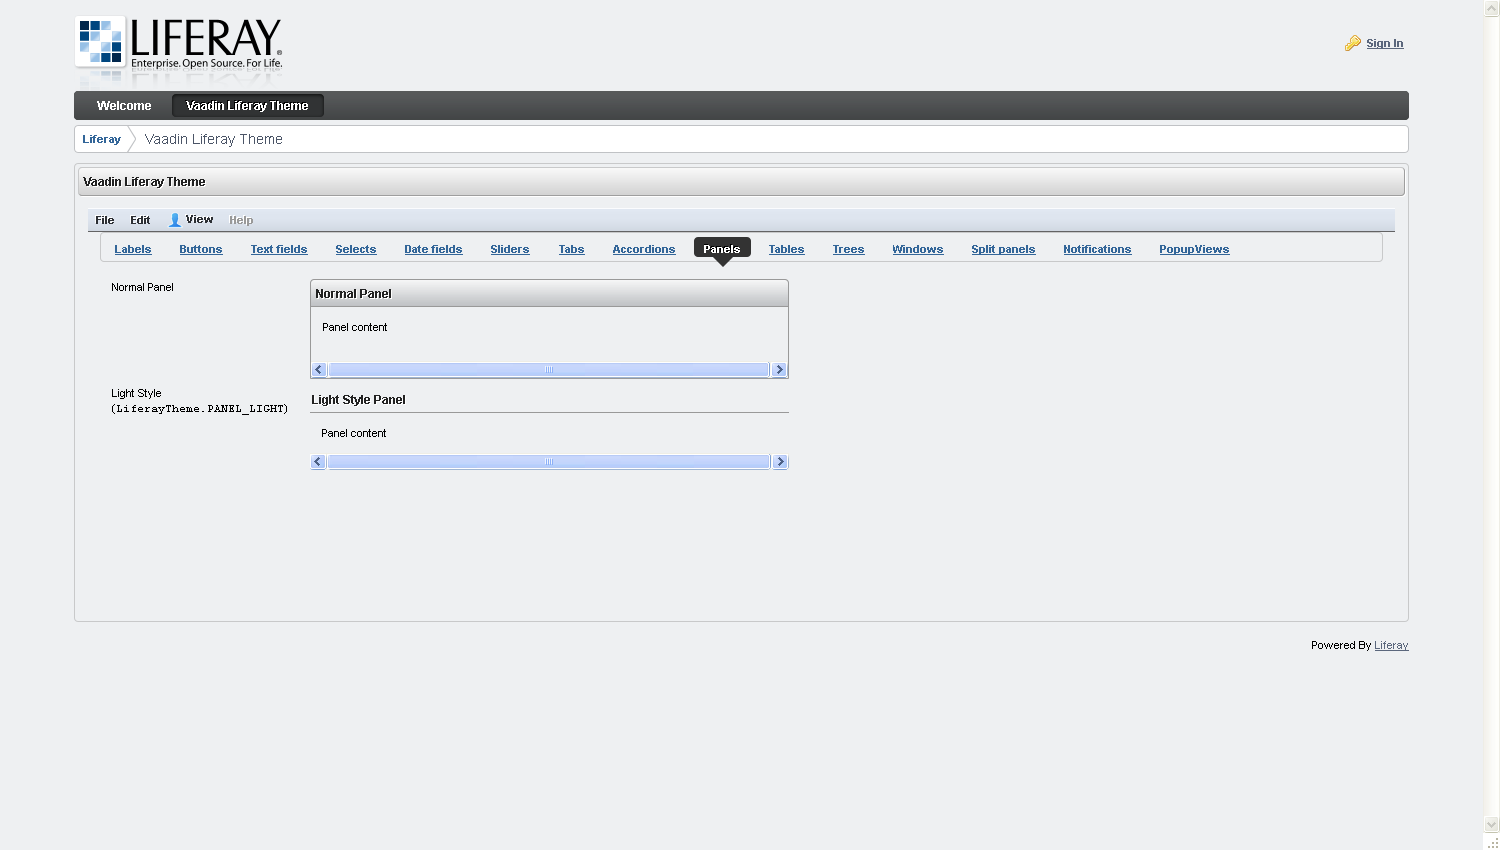 LIFERAY.
Enterprise. Open Source. For Life.
Sign In
Welcome Vaadin Liferay Theme
Liferay Vaadin Liferay Theme
Vaadin Liferay Theme
File Edit View Help
Labels Buttons Text fields Selects Date fields Sliders Tabs Accordions Panels Tables Trees Windows Split panels Notifications PopupViews
Normal Panel
Normal Panel
Panel content
Light Style
(LiferayTheme.PANEL_LIGHT)
Light Style Panel
Panel content
Powered By Liferay